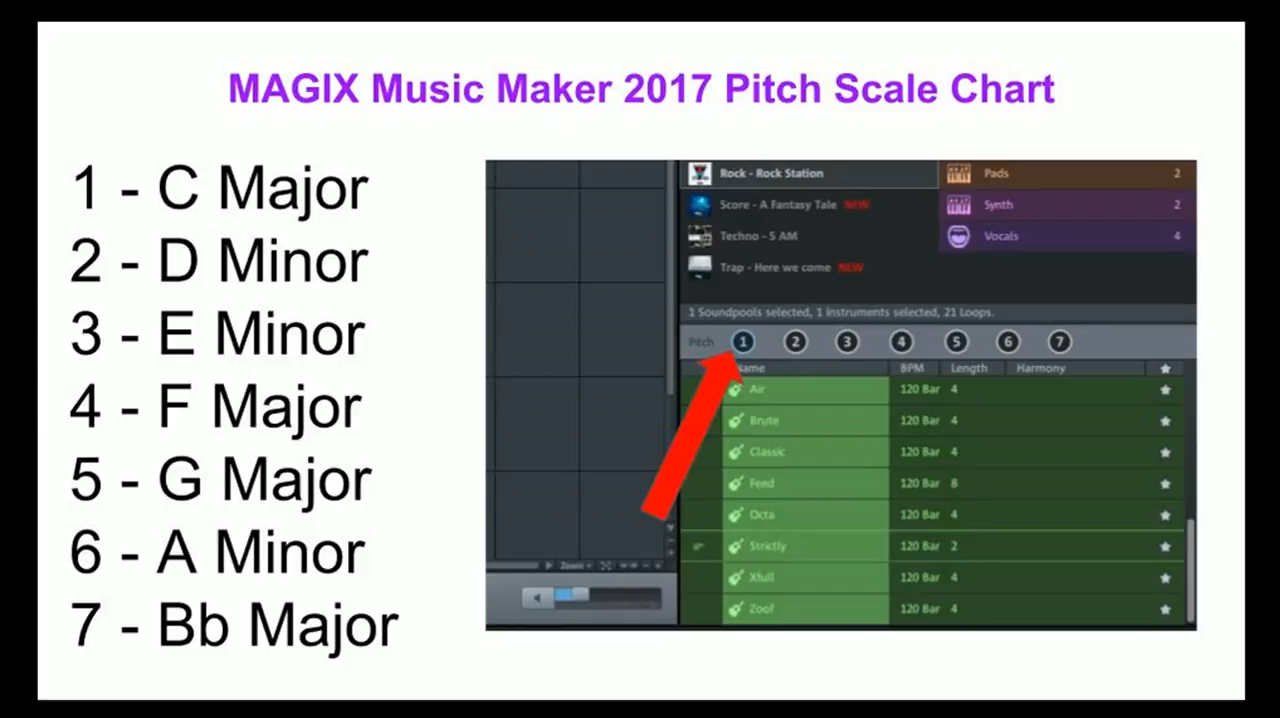 MAGIX Music Maker 2017 Pitch Scale Chart
1 - C Major
2 - D Minor
3 - E Minor
4 - F Major
5 - G Major
6 - A Minor
7 - Bb Major
Rock - Rock Station
Score - A Fantasy Tale NEW
Techno - 5 AM
Trap - Here we come NEW
Pads 2
Synth 2
Vocals 4
1 Soundpools selected, 1 Instruments selected, 21 Loops.
Pitch 1 2 3 4 5 6 7
ame BPM Length Harmony
Air 120 Bar 4
Brute 120 Bar 4
Classic 120 Bar 4
Feed 120 Bar 8
Octa 120 Bar 4
Strictly 120 Bar 2
Xfull 120 Bar 4
Zoof 120 Bar 4
Zoom